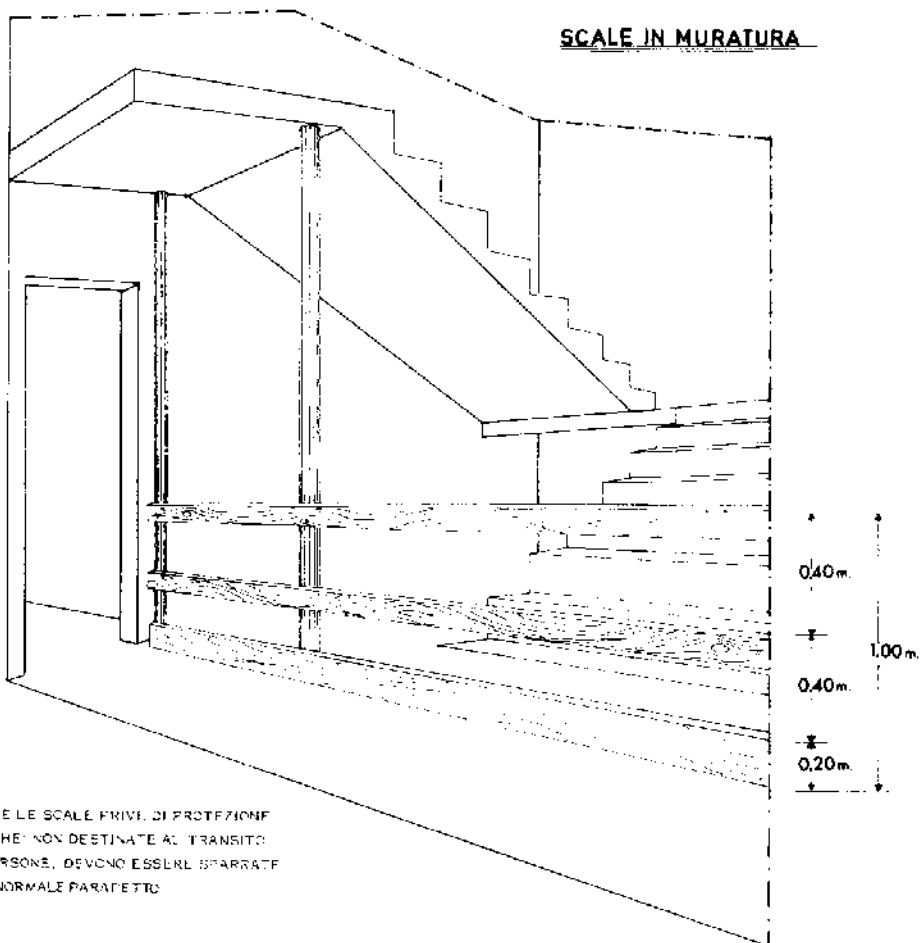 SCALE IN MURATURA
0,40 m.
1,00 m.
0,40 m.
0,20 m.
E LE SCALE PRIVE DI PROTEZIONE
HE NON DESTINATE AL TRANSITO
RSONE, DEVONO ESSERE SBARRATE
NORMALE PARAPETTO